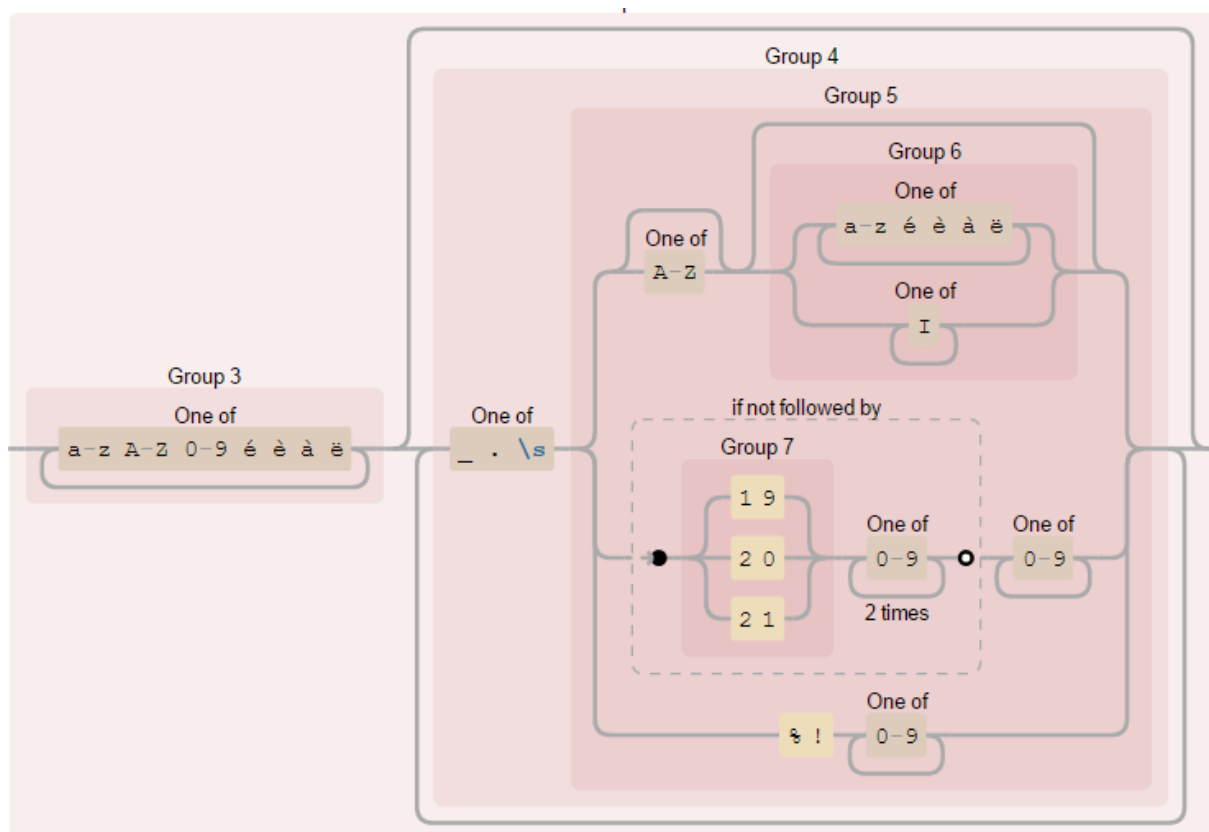 Group 4
Group 5
Group 6
One of
a-z é è à ë
One of
A-Z
One of
I
Group 3
One of
a-z A-Z 0-9 é è à ë
One of
_ . \s
if not followed by
Group 7
1 9
2 0
2 1
One of
0-9
2 times
One of
0-9
% !
One of
0-9